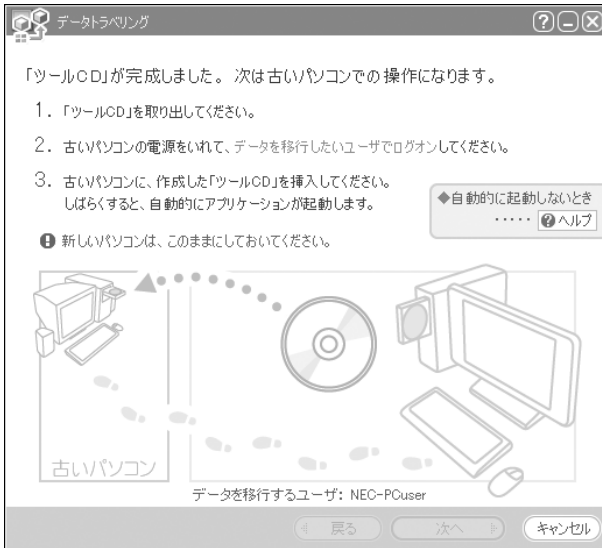 データトラベリング
「ツールCD」が完成しました。次は古いパソコンでの操作になります。
1. 「ツールCD」を取り出してください。
2. 古いパソコンの電源をいれて、データを移行したいユーザでログオンしてください。
3. 古いパソコンに、作成した「ツールCD」を挿入してください。
しばらくすると、自動的にアプリケーションが起動します。
◆自動的に起動しないとき
・・・・・ ?ヘルプ
! 新しいパソコンは、このままにしておいてください。
古いパソコン
データを移行するユーザ: NEC-PCuser
戻る 次へ キャンセル